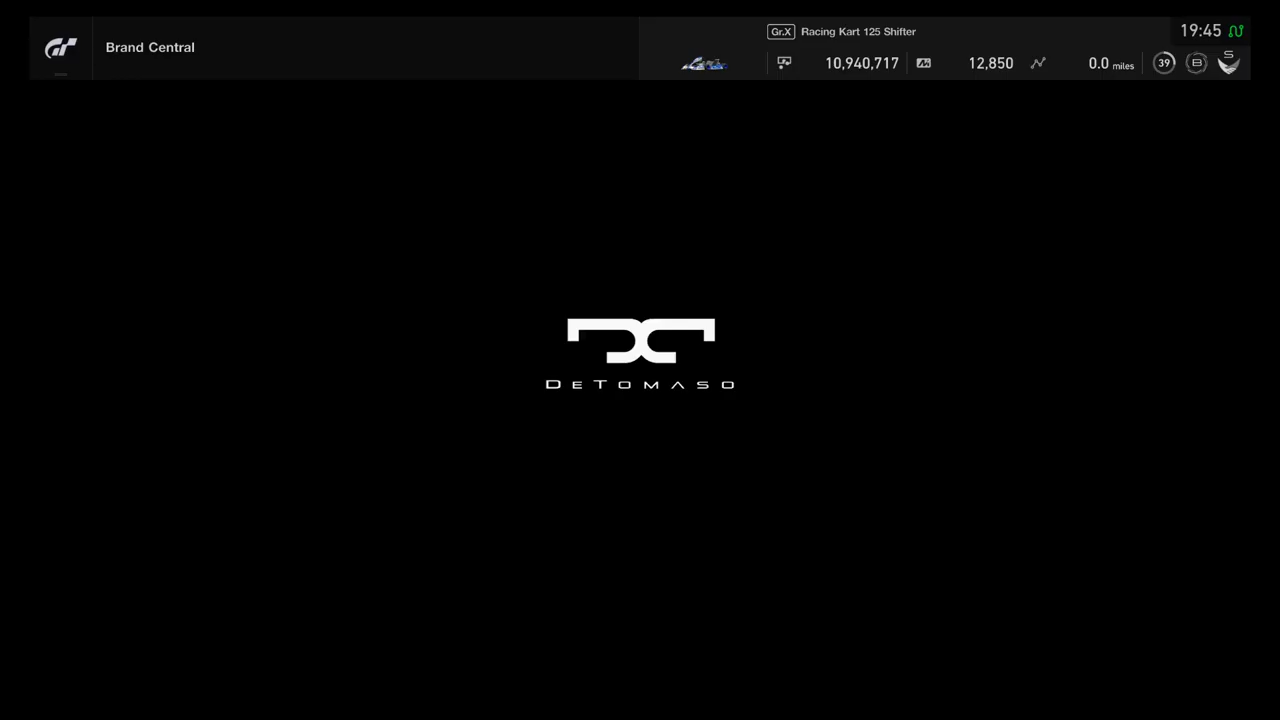 Brand Central
Gr.X Racing Kart 125 Shifter
19:45
10,940,717
12,850
0.0 miles
39
B
S
DeTomaso